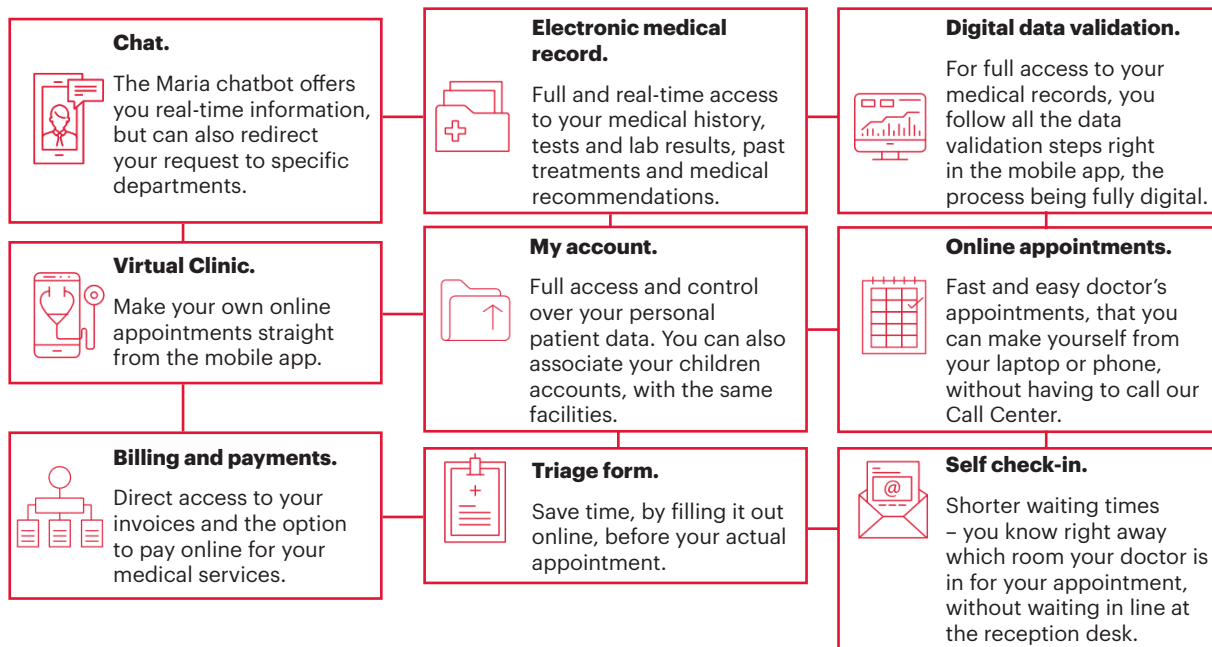 Chat.
The Maria chatbot offers
you real-time information,
but can also redirect
your request to specific
departments.
Electronic medical
record.
Full and real-time access
to your medical history,
tests and lab results, past
treatments and medical
recommendations.
Digital data validation.
For full access to your
medical records, you
follow all the data
validation steps right
in the mobile app, the
process being fully digital.
Virtual Clinic.
Make your own online
appointments straight
from the mobile app.
My account.
Full access and control
over your personal
patient data. You can also
associate your children
accounts, with the same
facilities.
Online appointments.
Fast and easy doctor’s
appointments, that you
can make yourself from
your laptop or phone,
without having to call our
Call Center.
Billing and payments.
Direct access to your
invoices and the option
to pay online for your
medical services.
Triage form.
Save time, by filling it out
online, before your actual
appointment.
@
Self check-in.
Shorter waiting times
– you know right away
which room your doctor is
in for your appointment,
without waiting in line at
the reception desk.